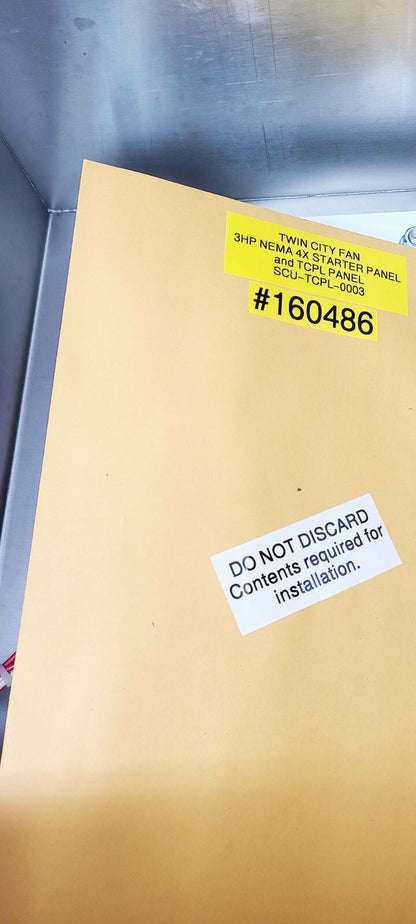 TWIN CITY FAN
3HP NEMA 4X STARTER PANEL
and TCPL PANEL
SCU-TCPL-0003
#160486
DO NOT DISCARD
Contents required for
installation.